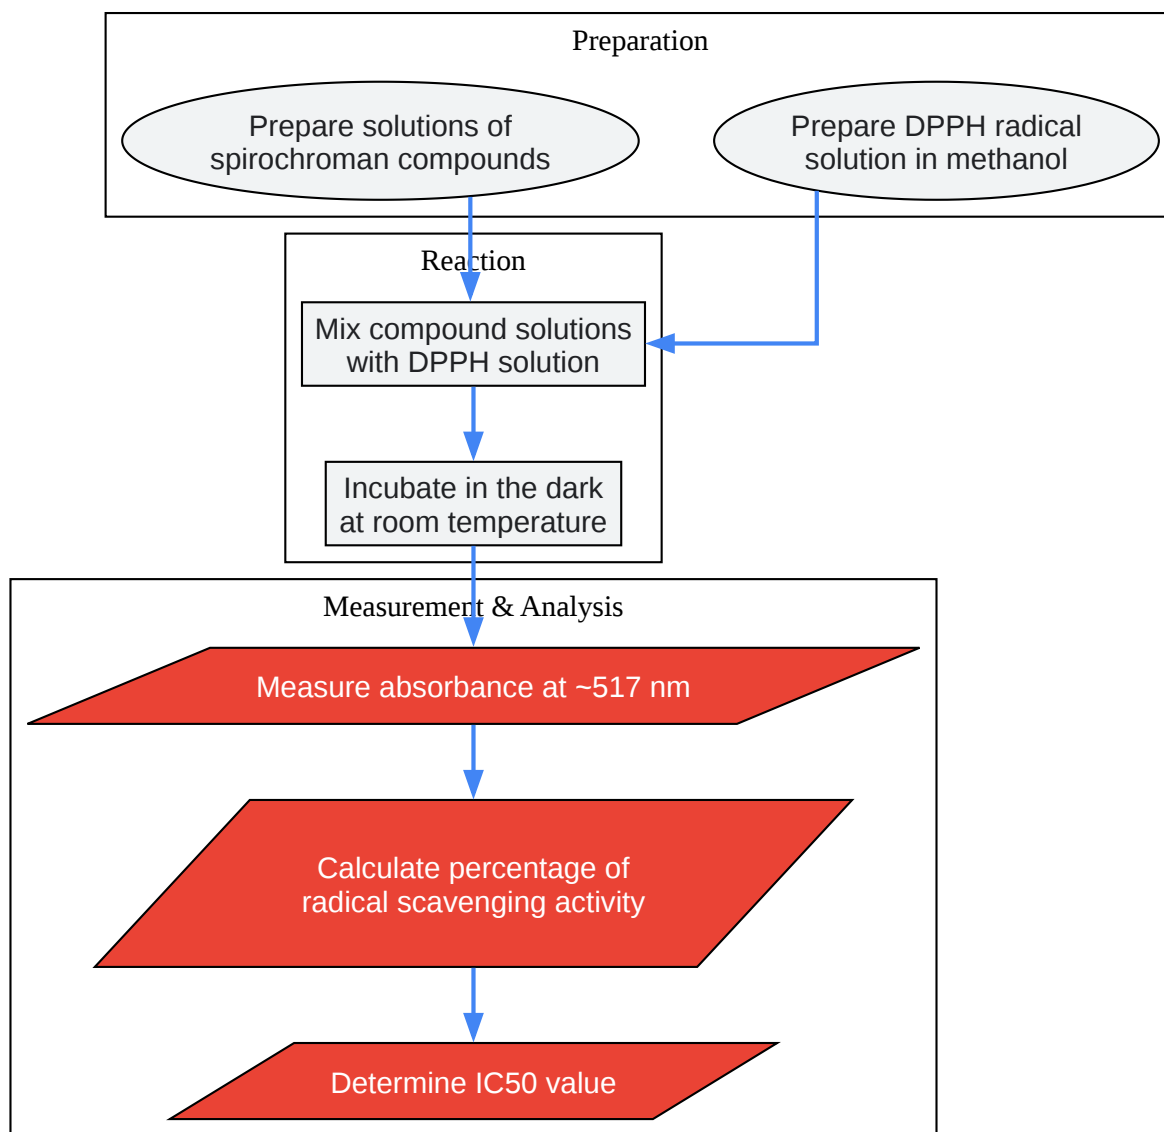 Preparation
Prepare solutions of
spirochroman compounds
Prepare DPPH radical
solution in methanol
Reaction
Mix compound solutions
with DPPH solution
Incubate in the dark
at room temperature
Measurement & Analysis
Measure absorbance at ~517 nm
Calculate percentage of
radical scavenging activity
Determine IC50 value